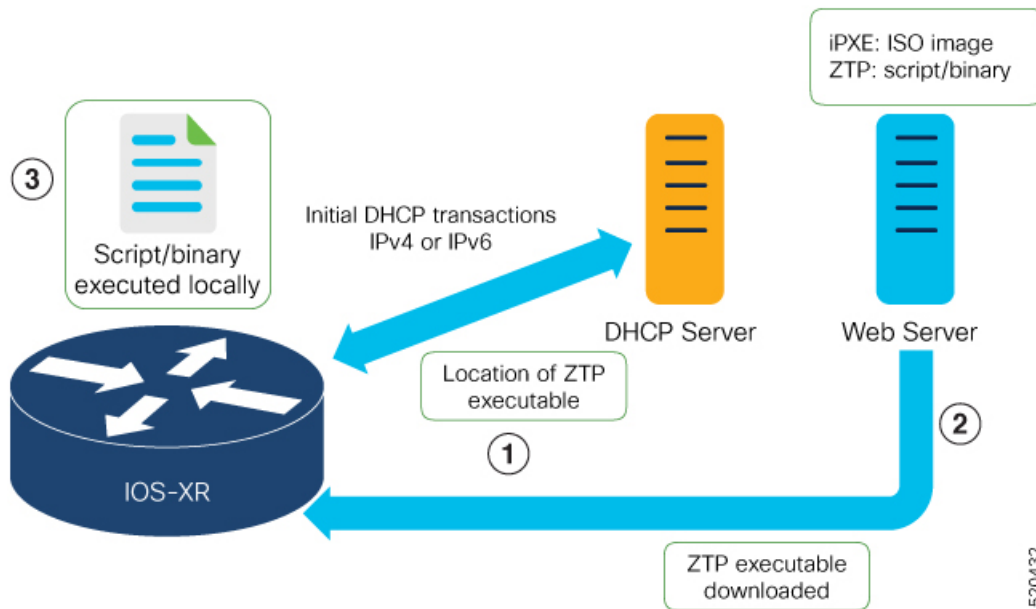 iPXE: ISO image
ZTP: script/binary
3
Script/binary
executed locally
Initial DHCP transactions
IPv4 or IPv6
DHCP Server
Web Server
Location of ZTP
executable
1
2
IOS-XR
ZTP executable
downloaded